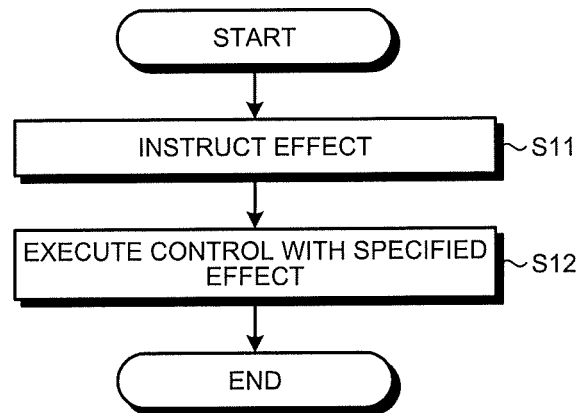 START
INSTRUCT EFFECT
S11
EXECUTE CONTROL WITH SPECIFIED
EFFECT
S12
END